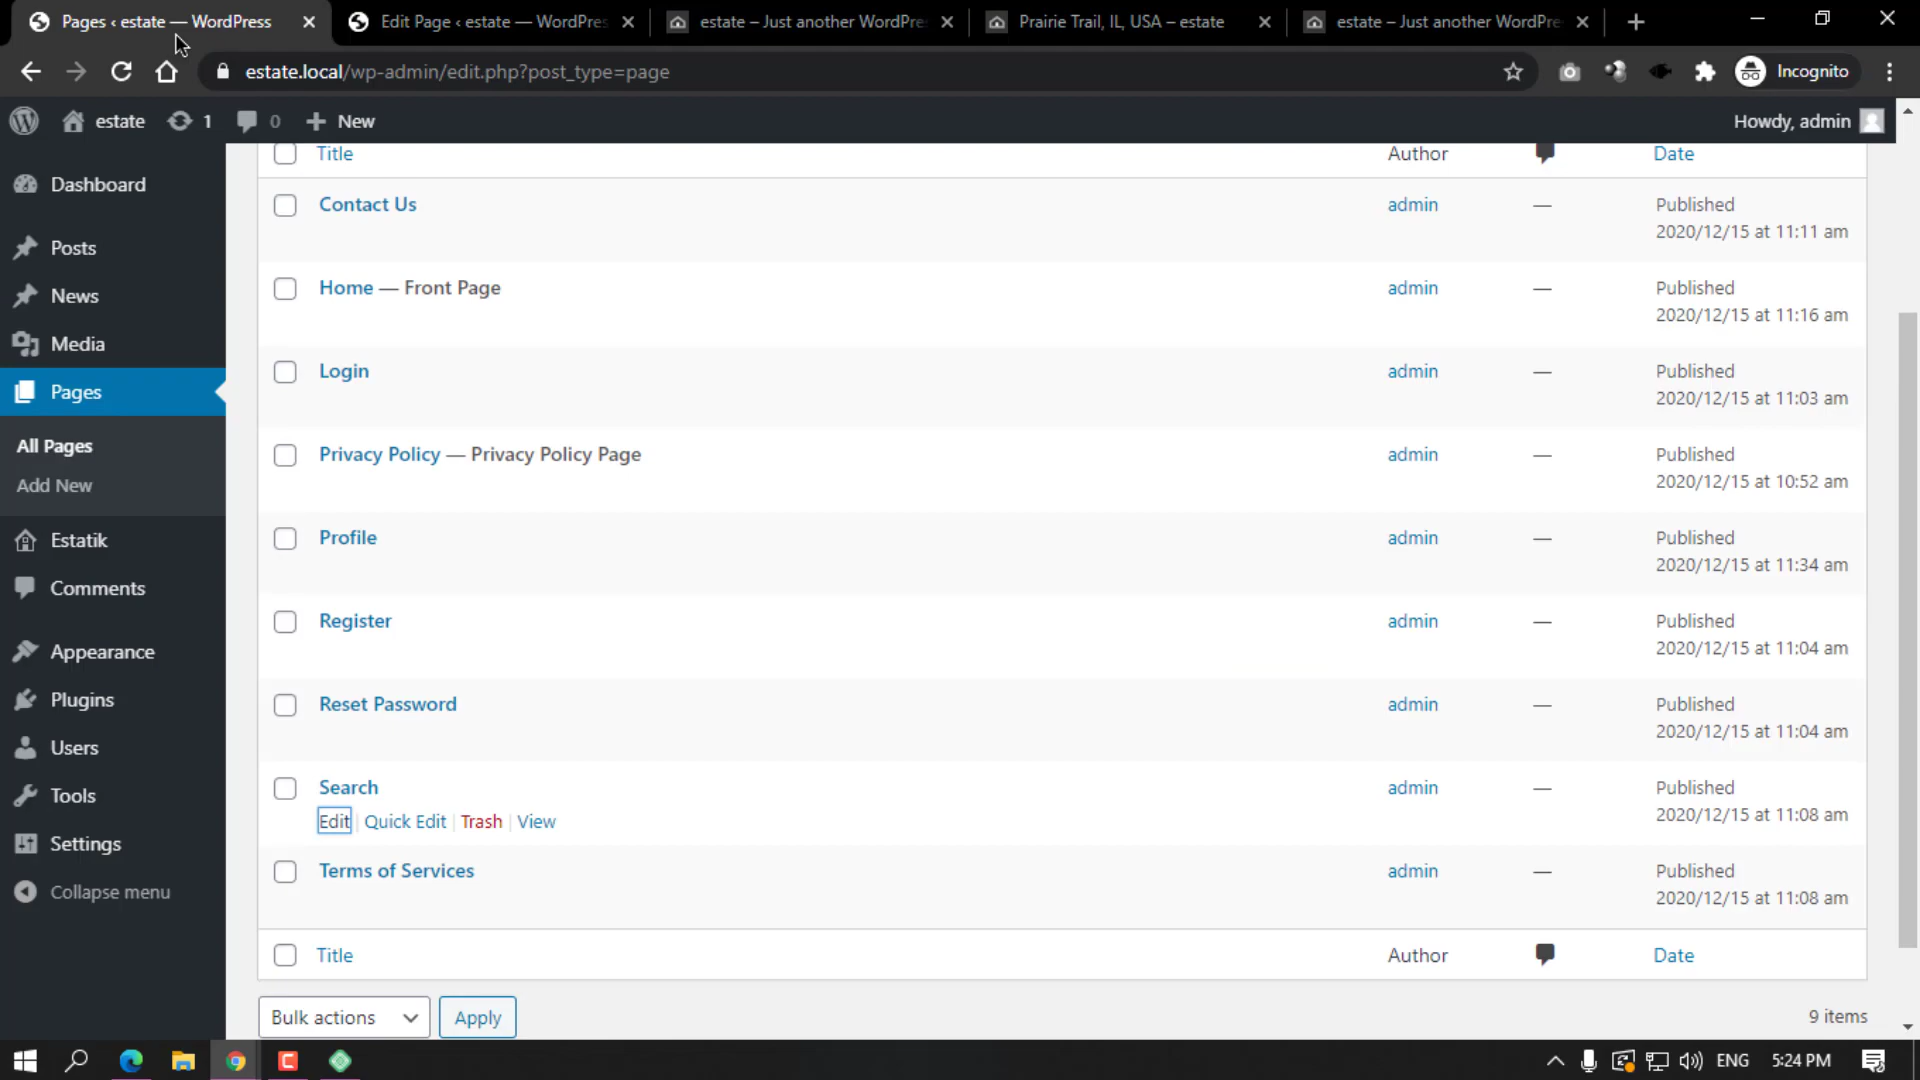 Pages ‹ estate — WordPress
Edit Page ‹ estate — WordPres
estate – Just another WordPre
Prairie Trail, IL, USA – estate
estate – Just another WordPre
estate.local/wp-admin/edit.php?post_type=page
Incognito
estate 1 0 New
Howdy, admin
Dashboard
Posts
News
Media
Pages
All Pages
Add New
Estatik
Comments
Appearance
Plugins
Users
Tools
Settings
Collapse menu
Title Author Date
Contact Us admin — Published
2020/12/15 at 11:11 am
Home — Front Page admin — Published
2020/12/15 at 11:16 am
Login admin — Published
2020/12/15 at 11:03 am
Privacy Policy — Privacy Policy Page admin — Published
2020/12/15 at 10:52 am
Profile admin — Published
2020/12/15 at 11:34 am
Register admin — Published
2020/12/15 at 11:04 am
Reset Password admin — Published
2020/12/15 at 11:04 am
Search admin — Published
Edit | Quick Edit | Trash | View 2020/12/15 at 11:08 am
Terms of Services admin — Published
2020/12/15 at 11:08 am
Title Author Date
Bulk actions Apply 9 items
ENG 5:24 PM